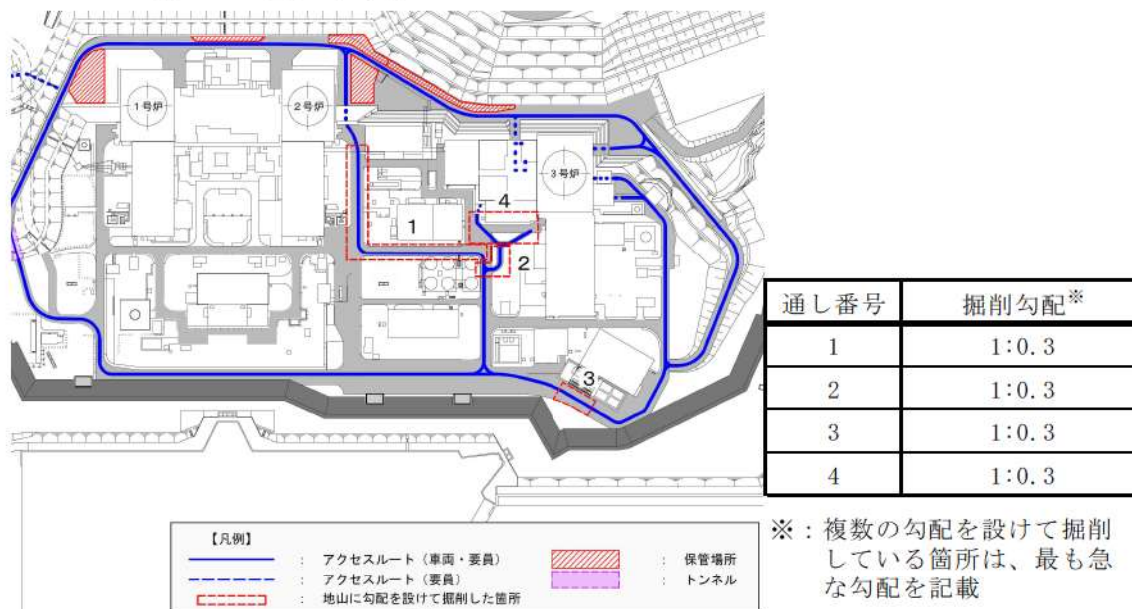 1号炉
2号炉
3号炉
4
1
2
3
通し番号 掘削勾配※
1 1:0.3
2 1:0.3
3 1:0.3
4 1:0.3
※：複数の勾配を設けて掘削
している箇所は、最も急
な勾配を記載
【凡例】
： アクセスルート（車両・要員）
： アクセスルート（要員）
： 地山に勾配を設けて掘削した箇所
： 保管場所
： トンネル